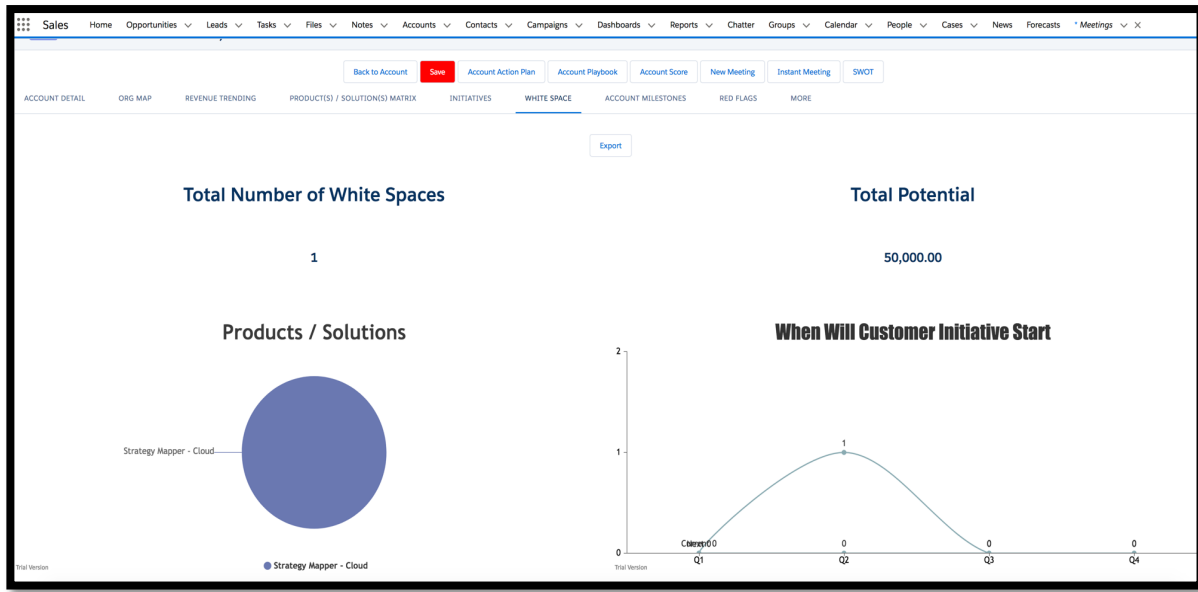 Sales Home Opportunities Leads Tasks Files Notes Accounts Contacts Campaigns Dashboards Reports Chatter Groups Calendar People Cases News Forecasts * Meetings
Back to Account Save Account Action Plan Account Playbook Account Score New Meeting Instant Meeting SWOT
ACCOUNT DETAIL ORG MAP REVENUE TRENDING PRODUCT(S) / SOLUTION(S) MATRIX INITIATIVES WHITE SPACE ACCOUNT MILESTONES RED FLAGS MORE
Export
Total Number of White Spaces
1
Total Potential
50,000.00
Products / Solutions
Strategy Mapper - Cloud
Strategy Mapper - Cloud
Trial Version
When Will Customer Initiative Start
2
1
0
1
0
0
0
0
Q1 Q2 Q3 Q4
Trial Version